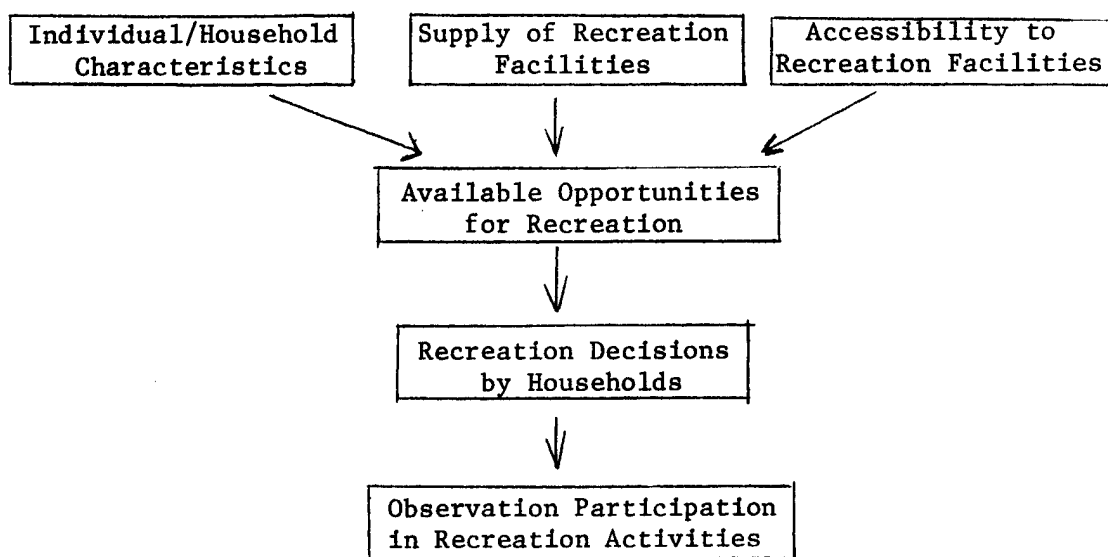 Individual/Household
Characteristics
Supply of Recreation
Facilities
Accessibility to
Recreation Facilities
Available Opportunities
for Recreation
Recreation Decisions
by Households
Observation Participation
in Recreation Activities